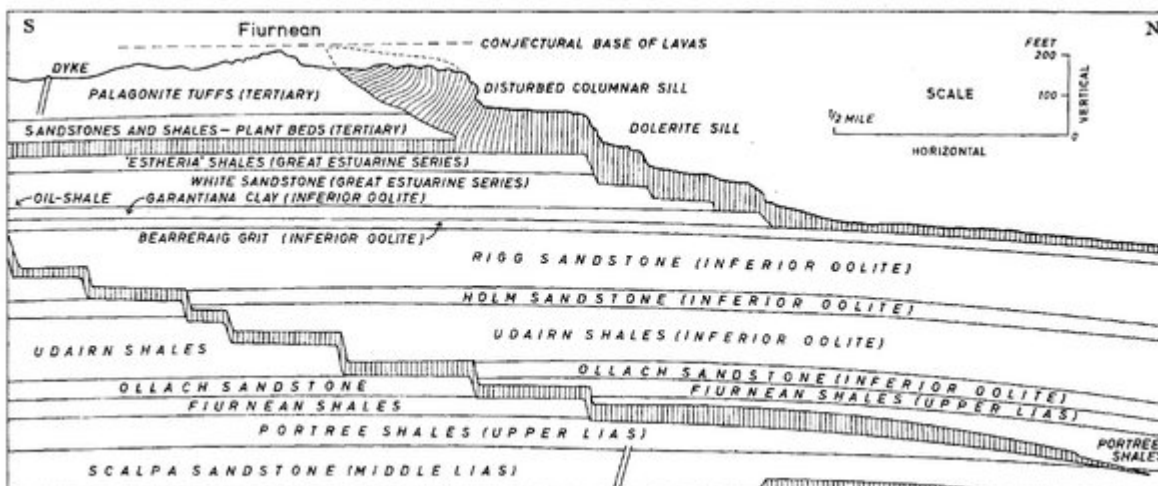 S
Fiurnean
N
CONJECTURAL BASE OF LAVAS
FEET
200
DYKE
DISTURBED COLUMNAR SILL
PALAGONITE TUFFS (TERTIARY)
SCALE
100
VERTICAL
1/2 MILE
0
HORIZONTAL
DOLERITE SILL
SANDSTONES AND SHALES – PLANT BEDS (TERTIARY)
"ESTHERIA" SHALES (GREAT ESTUARINE SERIES)
WHITE SANDSTONE (GREAT ESTUARINE SERIES)
OIL-SHALE
GARANTIANA CLAY (INFERIOR OOLITE)
BEARRERAIG GRIT (INFERIOR OOLITE)
RIGG SANDSTONE (INFERIOR OOLITE)
HOLM SANDSTONE (INFERIOR OOLITE)
UDAIRN SHALES (INFERIOR OOLITE)
UDAIRN SHALES
OLLACH SANDSTONE (INFERIOR OOLITE)
OLLACH SANDSTONE
FIURNEAN SHALES (UPPER LIAS)
FIURNEAN SHALES
PORTREE SHALES (UPPER LIAS)
PORTREE
SHALES
SCALPA SANDSTONE (MIDDLE LIAS)